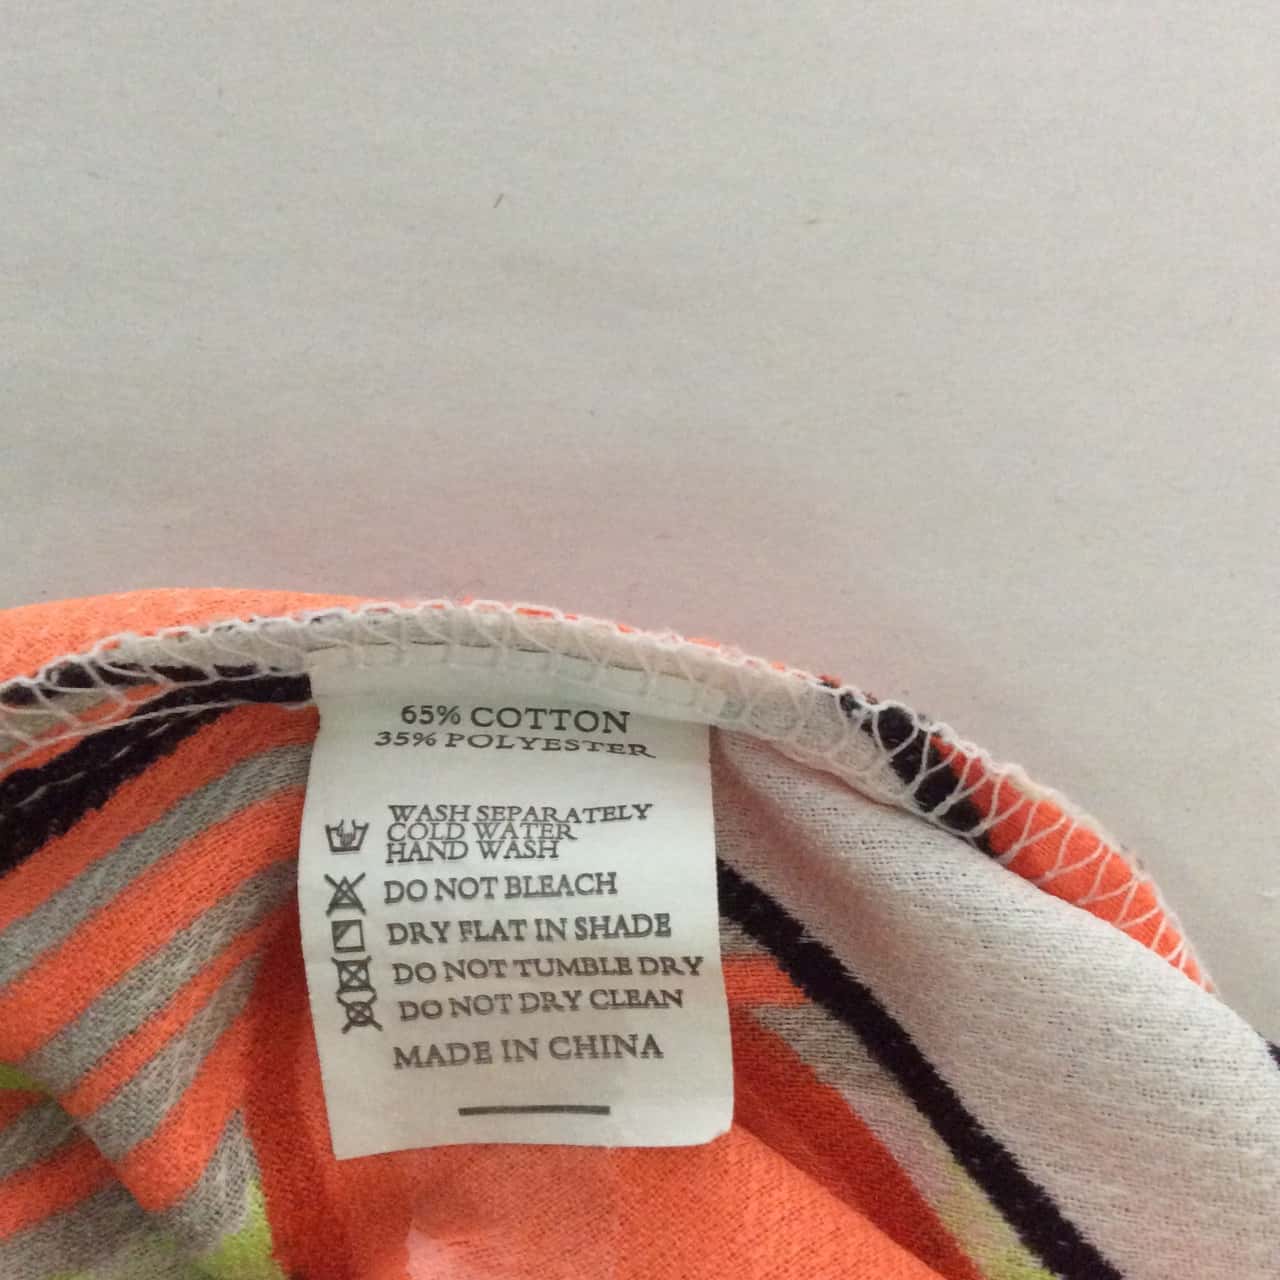 65% COTTON
35% POLYESTER
WASH SEPARATELY
COLD WATER
HAND WASH
DO NOT BLEACH
DRY FLAT IN SHADE
DO NOT TUMBLE DRY
DO NOT DRY CLEAN
MADE IN CHINA